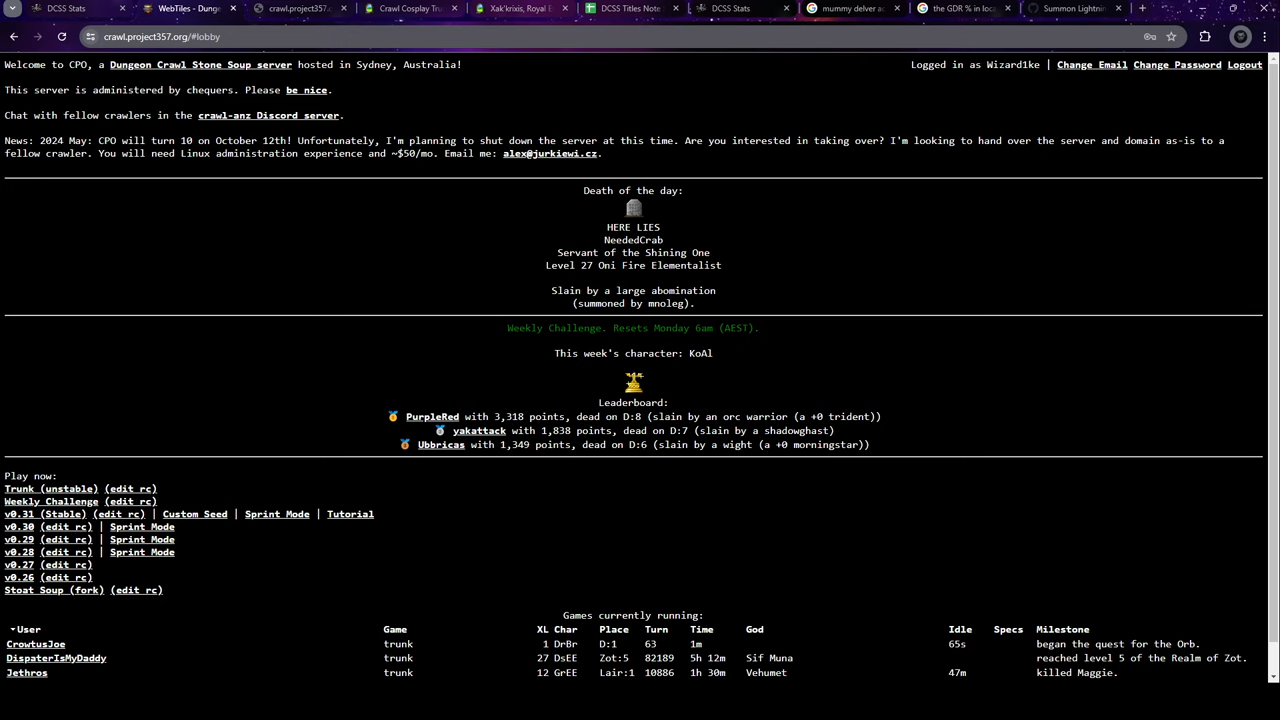 DCSS Stats
WebTiles - Dunge
crawl.project357.o
Crawl Cosplay Tru
Xak'krixis, Royal E
DCSS Titles Note
DCSS Stats
mummy delver ac
the GDR % in loca
Summon Lightnin
crawl.project357.org/#lobby
Welcome to CPO, a Dungeon Crawl Stone Soup server hosted in Sydney, Australia!
Logged in as Wizard1ke | Change Email Change Password Logout
This server is administered by chequers. Please be nice.
Chat with fellow crawlers in the crawl-anz Discord server.
News: 2024 May: CPO will turn 10 on October 12th! Unfortunately, I'm planning to shut down the server at this time. Are you interested in taking over? I'm looking to hand over the server and domain as-is to a
fellow crawler. You will need Linux administration experience and ~$50/mo. Email me: alex@jurkiewi.cz.
Death of the day:
HERE LIES
NeededCrab
Servant of the Shining One
Level 27 Oni Fire Elementalist
Slain by a large abomination
(summoned by mnoleg).
Weekly Challenge. Resets Monday 6am (AEST).
This week's character: KoAl
Leaderboard:
PurpleRed with 3,318 points, dead on D:8 (slain by an orc warrior (a +0 trident))
yakattack with 1,838 points, dead on D:7 (slain by a shadowghast)
Ubbricas with 1,349 points, dead on D:6 (slain by a wight (a +0 morningstar))
Play now:
Trunk (unstable) (edit rc)
Weekly Challenge (edit rc)
v0.31 (Stable) (edit rc) | Custom Seed | Sprint Mode | Tutorial
v0.30 (edit rc) | Sprint Mode
v0.29 (edit rc) | Sprint Mode
v0.28 (edit rc) | Sprint Mode
v0.27 (edit rc)
v0.26 (edit rc)
Stoat Soup (fork) (edit rc)
Games currently running:
User Game XL Char Place Turn Time God Idle Specs Milestone
CrowtusJoe trunk 1 DrBr D:1 63 1m 65s began the quest for the Orb.
DispaterIsMyDaddy trunk 27 DsEE Zot:5 82189 5h 12m Sif Muna reached level 5 of the Realm of Zot.
Jethros trunk 12 GrEE Lair:1 10886 1h 30m Vehumet 47m killed Maggie.